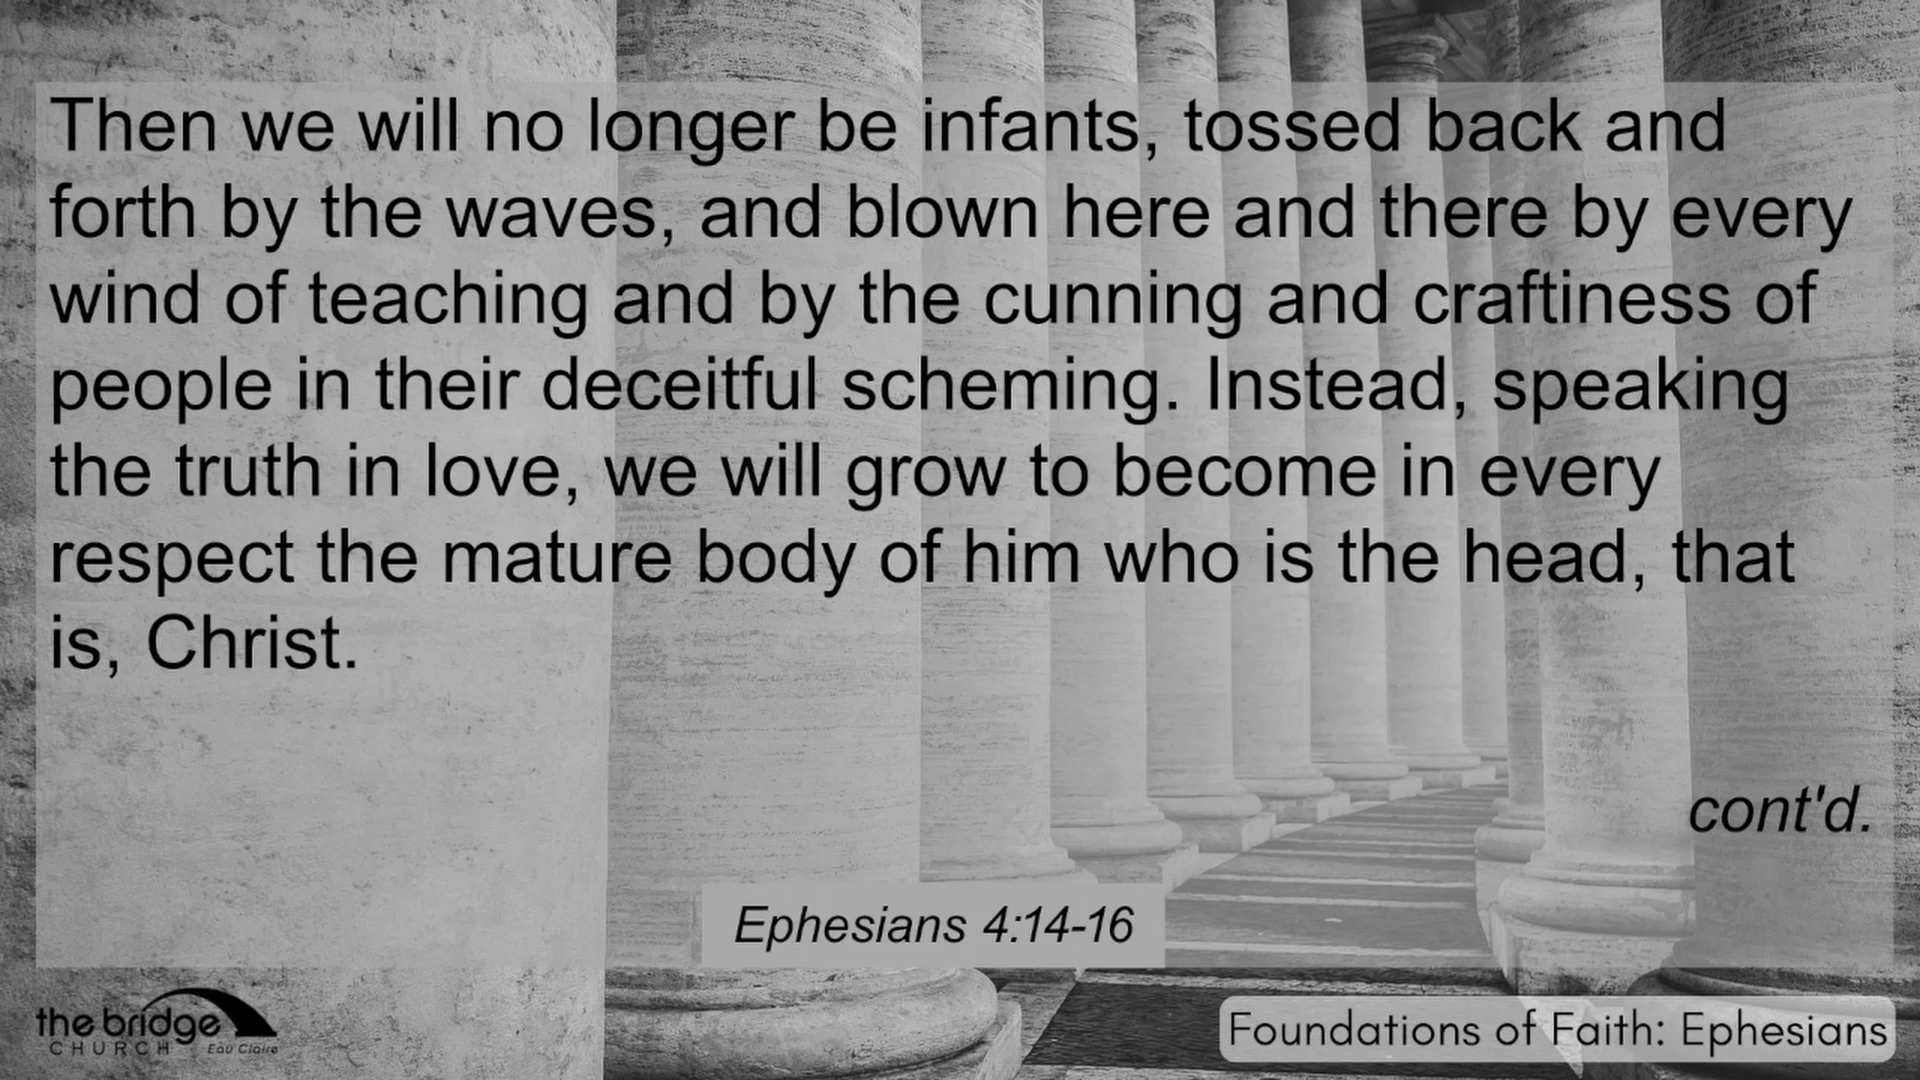 Then we will no longer be infants, tossed back and
forth by the waves, and blown here and there by every
wind of teaching and by the cunning and craftiness of
people in their deceitful scheming. Instead, speaking
the truth in love, we will grow to become in every
respect the mature body of him who is the head, that
is, Christ.
cont'd.
Ephesians 4:14-16
the bridge
CHURCH Eau Claire
Foundations of Faith: Ephesians